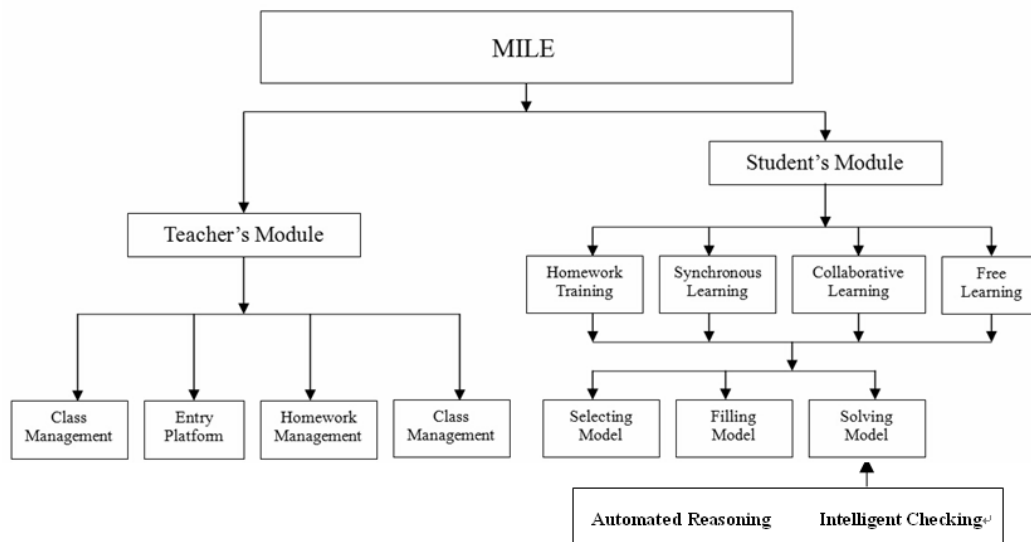 MILE
Student's Module
Teacher's Module
Homework
Training
Synchronous
Learning
Collaborative
Learning
Free
Learning
Class
Management
Entry
Platform
Homework
Management
Class
Management
Selecting
Model
Filling
Model
Solving
Model
Automated Reasoning Intelligent Checking↵